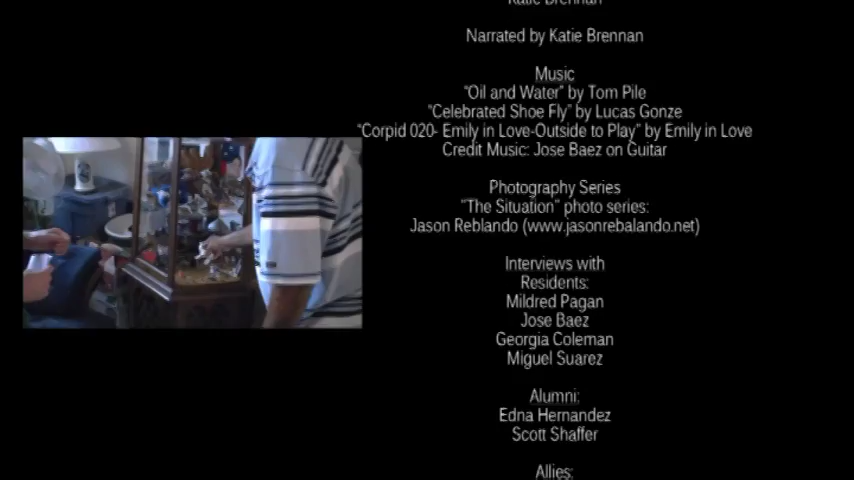 Katie Brennan
Narrated by Katie Brennan
Music
"Oil and Water" by Tom Pile
"Celebrated Shoe Fly" by Lucas Gonze
"Corpid 020- Emily in Love-Outside to Play" by Emily in Love
Credit Music: Jose Baez on Guitar
Photography Series
"The Situation" photo series:
Jason Reblando (www.jasonrebalando.net)
Interviews with
Residents:
Mildred Pagan
Jose Baez
Georgia Coleman
Miguel Suarez
Alumni:
Edna Hernandez
Scott Shaffer
Allies: